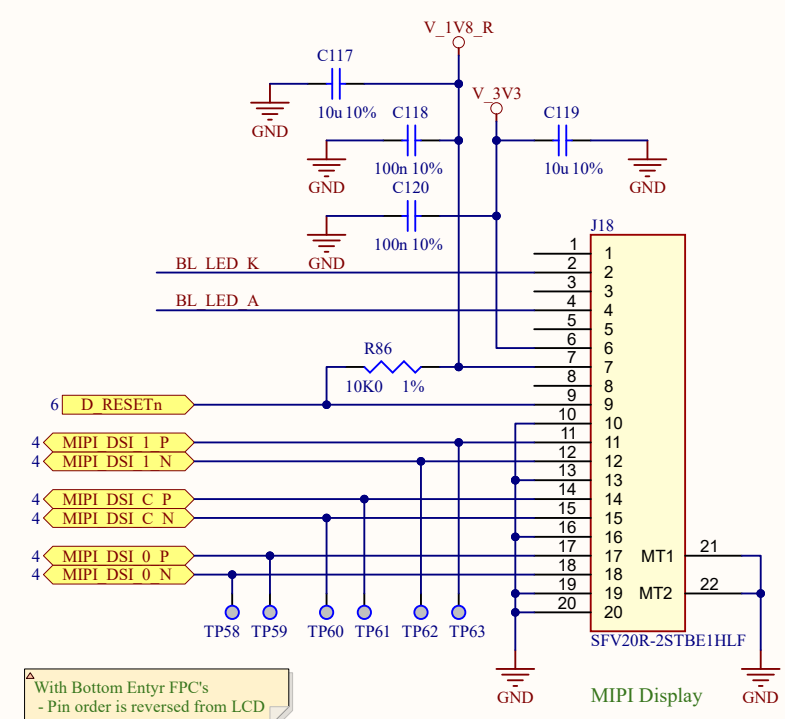 V_1V8_R
C117
10u 10%
GND
V_3V3
C118
100n 10%
GND
C119
10u 10%
GND
C120
100n 10%
GND
J18
1 1
BL_LED_K 2 2
3 3
BL_LED_A 4 4
5 5
6 6
R86
10K0 1%
7 7
8 8
6 D_RESETn 9 9
10 10
4 MIPI_DSI_1_P 11 11
4 MIPI_DSI_1_N 12 12
13 13
4 MIPI_DSI_C_P 14 14
4 MIPI_DSI_C_N 15 15
16 16
4 MIPI_DSI_0_P 17 17 MT1 21
4 MIPI_DSI_0_N 18 18
19 19 MT2 22
20 20
TP58 TP59 TP60 TP61 TP62 TP63
SFV20R-2STBE1HLF
GND
MIPI Display
GND
With Bottom Entyr FPC's
- Pin order is reversed from LCD